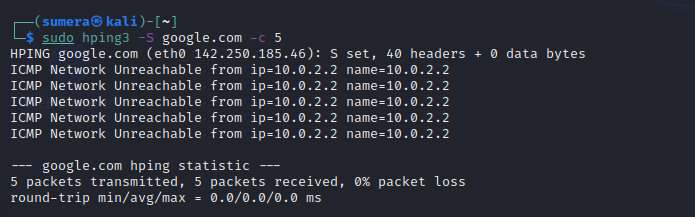 ┌──(sumera㉿kali)-[~]
└─$ sudo hping3 -S google.com -c 5
HPING google.com (eth0 142.250.185.46): S set, 40 headers + 0 data bytes
ICMP Network Unreachable from ip=10.0.2.2 name=10.0.2.2
ICMP Network Unreachable from ip=10.0.2.2 name=10.0.2.2
ICMP Network Unreachable from ip=10.0.2.2 name=10.0.2.2
ICMP Network Unreachable from ip=10.0.2.2 name=10.0.2.2
ICMP Network Unreachable from ip=10.0.2.2 name=10.0.2.2
--- google.com hping statistic ---
5 packets transmitted, 5 packets received, 0% packet loss
round-trip min/avg/max = 0.0/0.0/0.0 ms